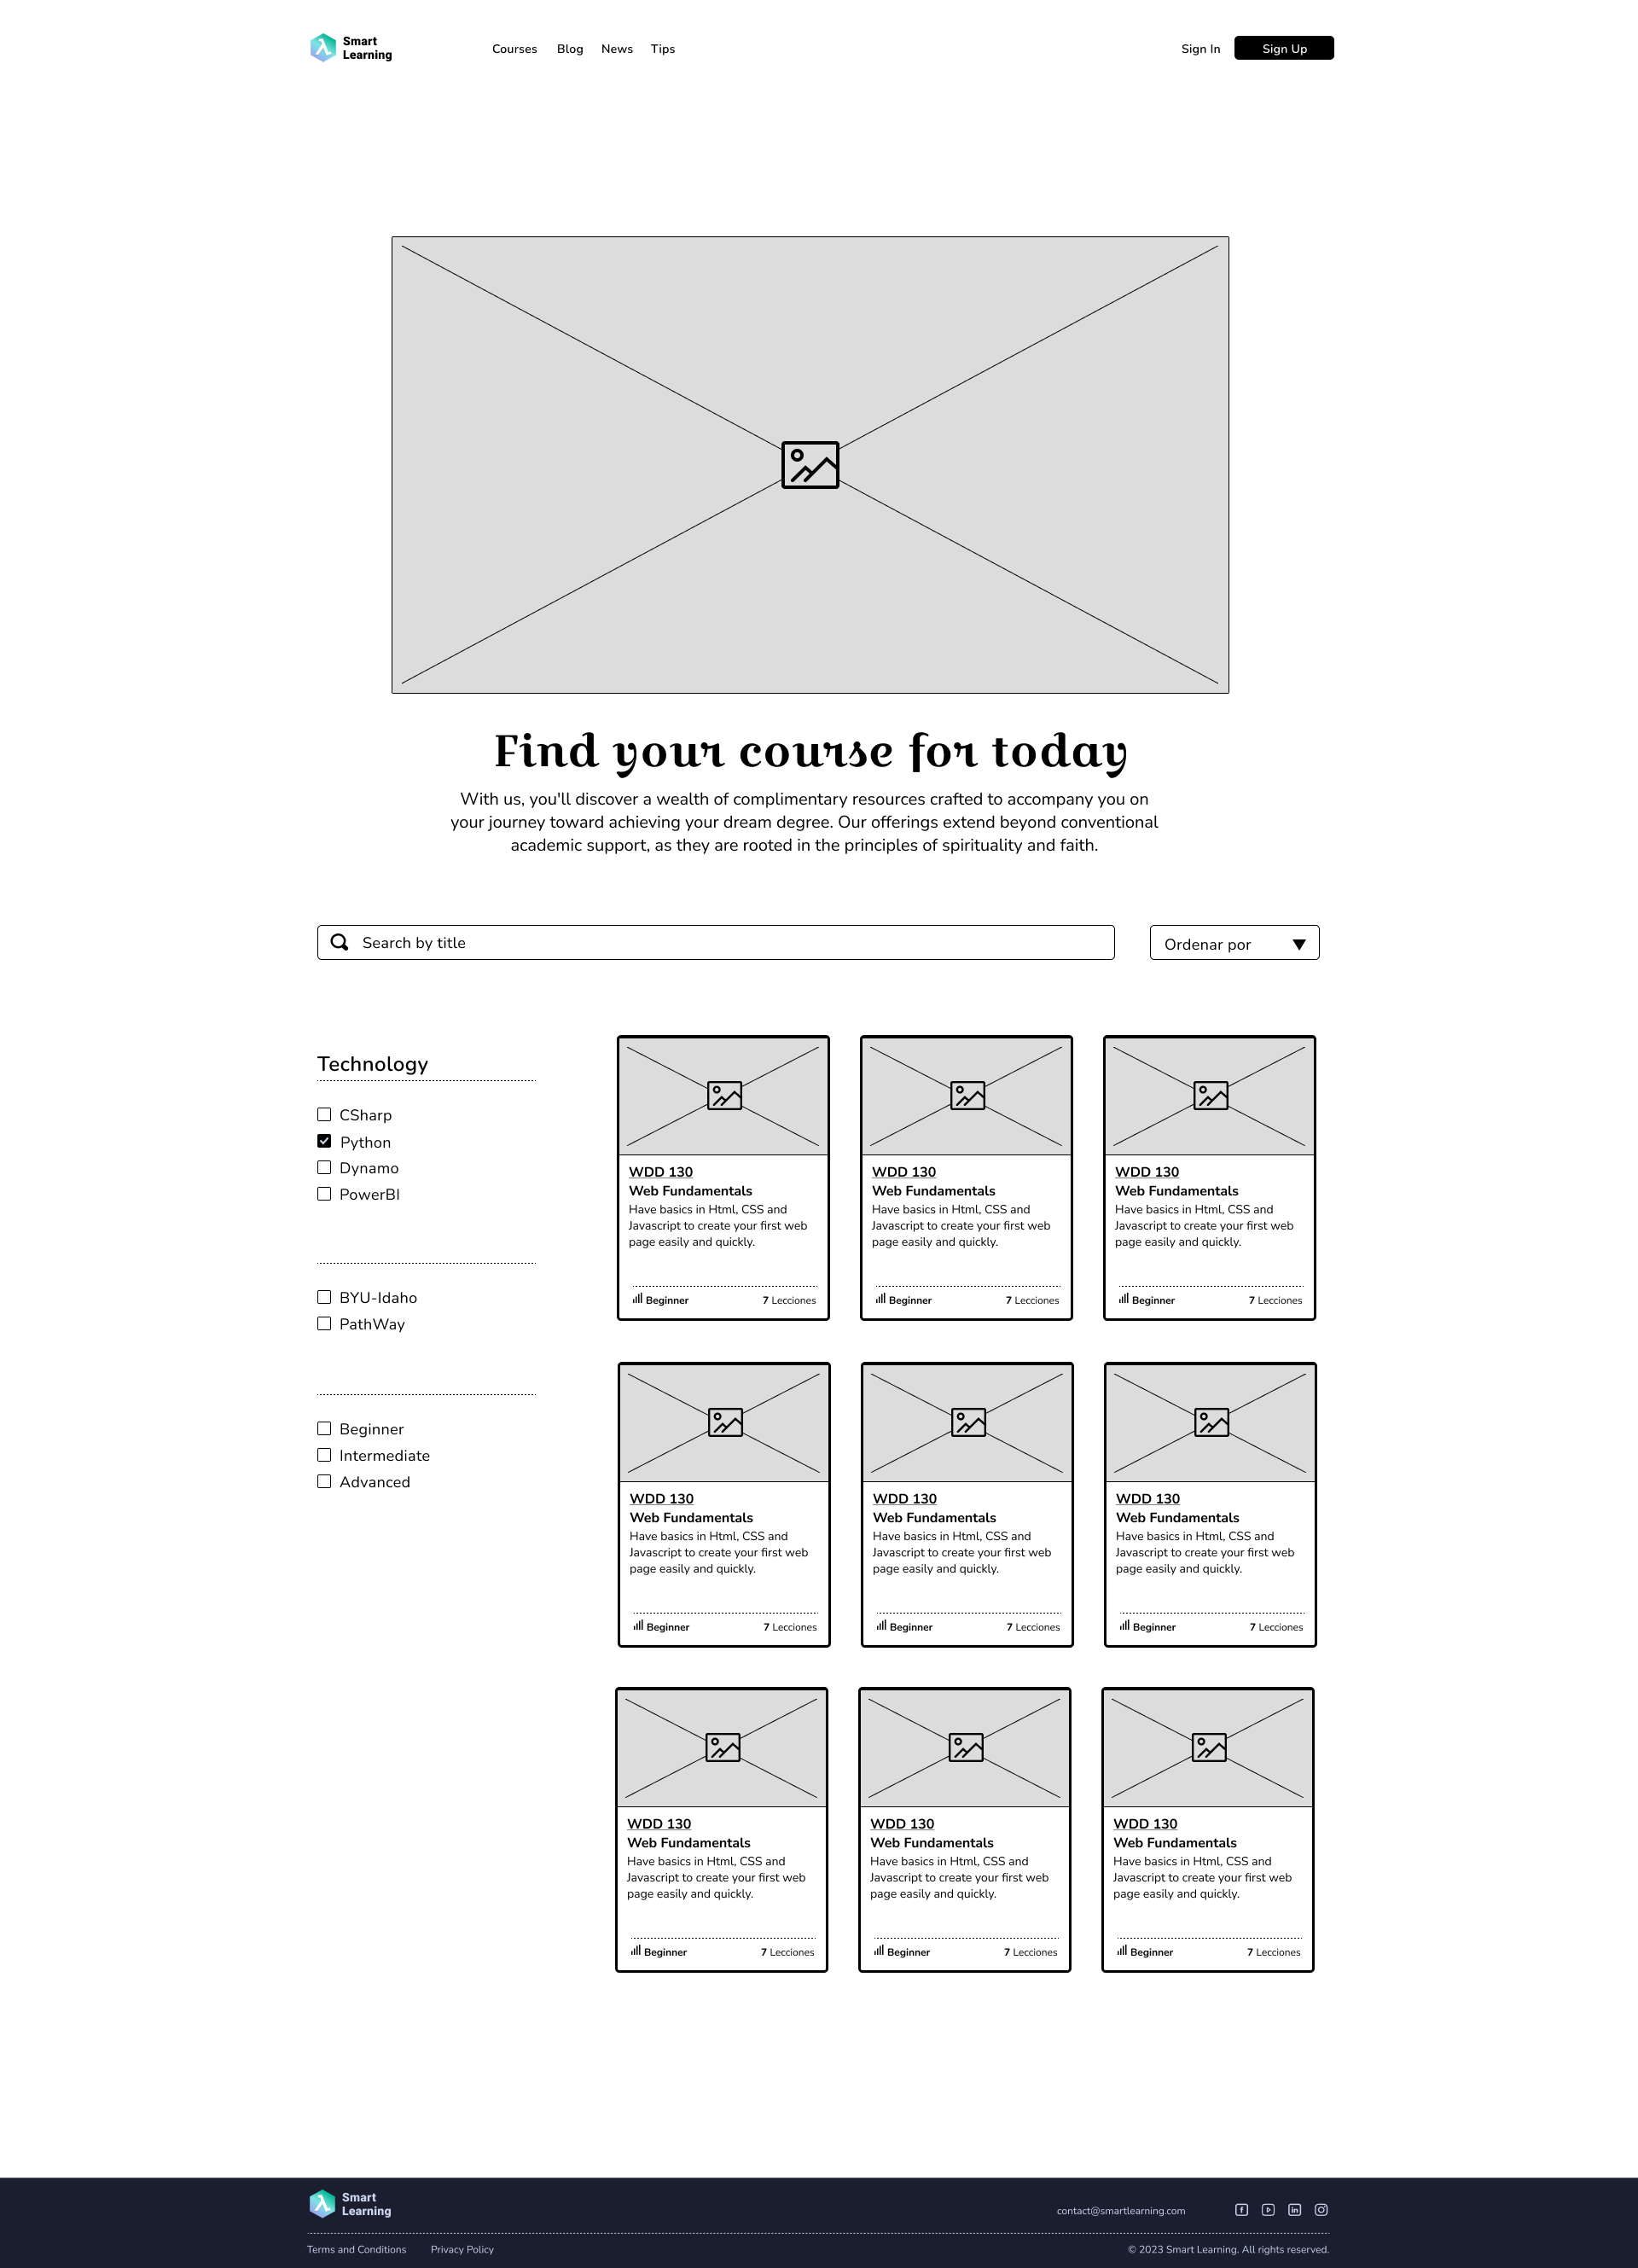 Smart
Learning
Courses Blog News Tips
Sign In Sign Up
Find your course for today
With us, you'll discover a wealth of complimentary resources crafted to accompany you on
your journey toward achieving your dream degree. Our offerings extend beyond conventional
academic support, as they are rooted in the principles of spirituality and faith.
Search by title
Ordenar por
Technology
CSharp
Python
Dynamo
PowerBI
BYU-Idaho
PathWay
Beginner
Intermediate
Advanced
WDD 130
Web Fundamentals
Have basics in Html, CSS and
Javascript to create your first web
page easily and quickly.
Beginner 7 Lecciones
WDD 130
Web Fundamentals
Have basics in Html, CSS and
Javascript to create your first web
page easily and quickly.
Beginner 7 Lecciones
WDD 130
Web Fundamentals
Have basics in Html, CSS and
Javascript to create your first web
page easily and quickly.
Beginner 7 Lecciones
WDD 130
Web Fundamentals
Have basics in Html, CSS and
Javascript to create your first web
page easily and quickly.
Beginner 7 Lecciones
WDD 130
Web Fundamentals
Have basics in Html, CSS and
Javascript to create your first web
page easily and quickly.
Beginner 7 Lecciones
WDD 130
Web Fundamentals
Have basics in Html, CSS and
Javascript to create your first web
page easily and quickly.
Beginner 7 Lecciones
WDD 130
Web Fundamentals
Have basics in Html, CSS and
Javascript to create your first web
page easily and quickly.
Beginner 7 Lecciones
WDD 130
Web Fundamentals
Have basics in Html, CSS and
Javascript to create your first web
page easily and quickly.
Beginner 7 Lecciones
WDD 130
Web Fundamentals
Have basics in Html, CSS and
Javascript to create your first web
page easily and quickly.
Beginner 7 Lecciones
Smart
Learning
contact@smartlearning.com
Terms and Conditions Privacy Policy
© 2023 Smart Learning. All rights reserved.